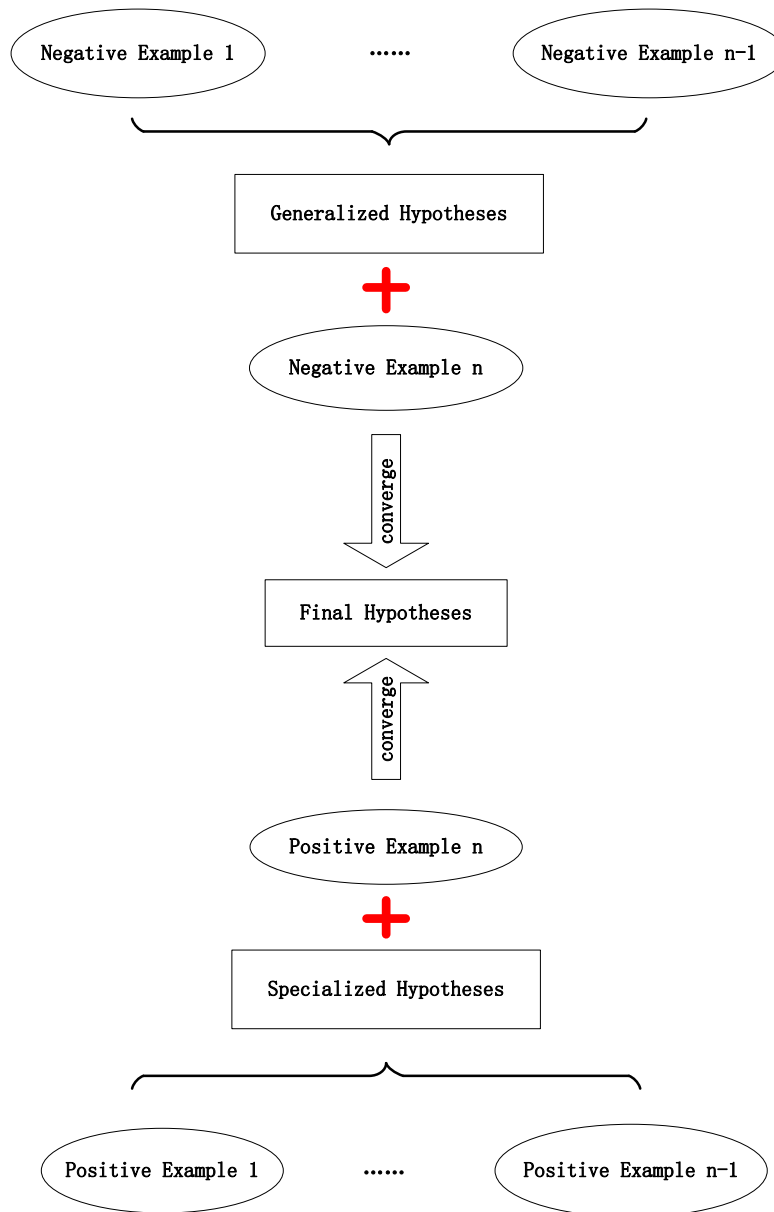 Negative Example 1
……
Negative Example n-1
Generalized Hypotheses
Negative Example n
converge
Final Hypotheses
converge
Positive Example n
Specialized Hypotheses
Positive Example 1
……
Positive Example n-1